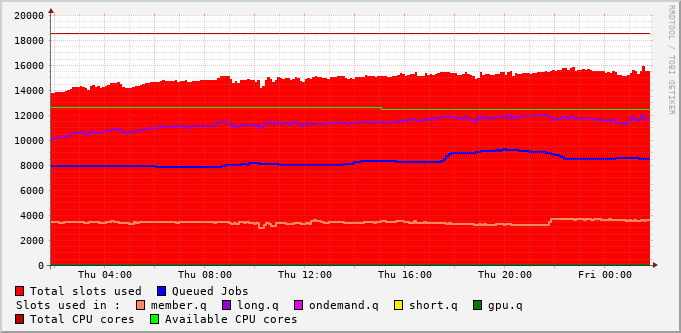 RRDTOOL / TOBI OETIKER
20000
18000
16000
14000
12000
10000
8000
6000
4000
2000
0
Thu 04:00 Thu 08:00 Thu 12:00 Thu 16:00 Thu 20:00 Fri 00:00
Total slots used Queued Jobs
Slots used in : member.q long.q ondemand.q short.q gpu.q
Total CPU cores Available CPU cores